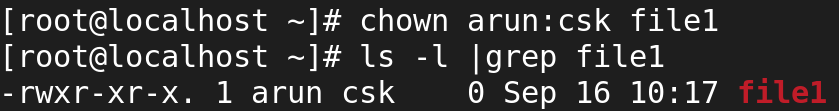 [root@localhost ~]# chown arun:csk file1
[root@localhost ~]# ls -l |grep file1
-rwxr-xr-x. 1 arun csk    0 Sep 16 10:17 file1